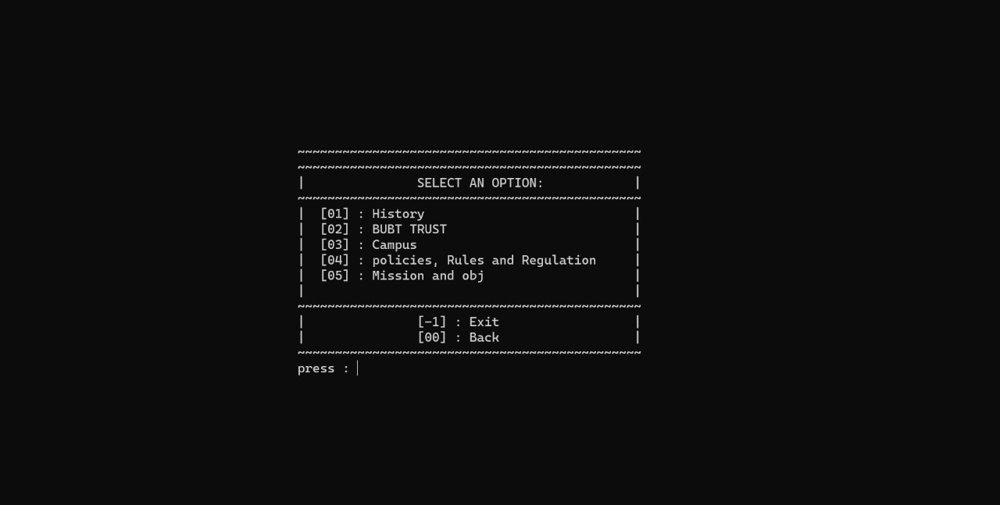 ~~~~~~~~~~~~~~~~~~~~~~~~~~~~~~~~~~~~~~~~~~~~~~
~~~~~~~~~~~~~~~~~~~~~~~~~~~~~~~~~~~~~~~~~~~~~~
|               SELECT AN OPTION:            |
~~~~~~~~~~~~~~~~~~~~~~~~~~~~~~~~~~~~~~~~~~~~~~
|  [01] : History                            |
|  [02] : BUBT TRUST                         |
|  [03] : Campus                             |
|  [04] : policies, Rules and Regulation     |
|  [05] : Mission and obj                    |
|                                            |
~~~~~~~~~~~~~~~~~~~~~~~~~~~~~~~~~~~~~~~~~~~~~~
|               [-1] : Exit                  |
|               [00] : Back                  |
~~~~~~~~~~~~~~~~~~~~~~~~~~~~~~~~~~~~~~~~~~~~~~
press :